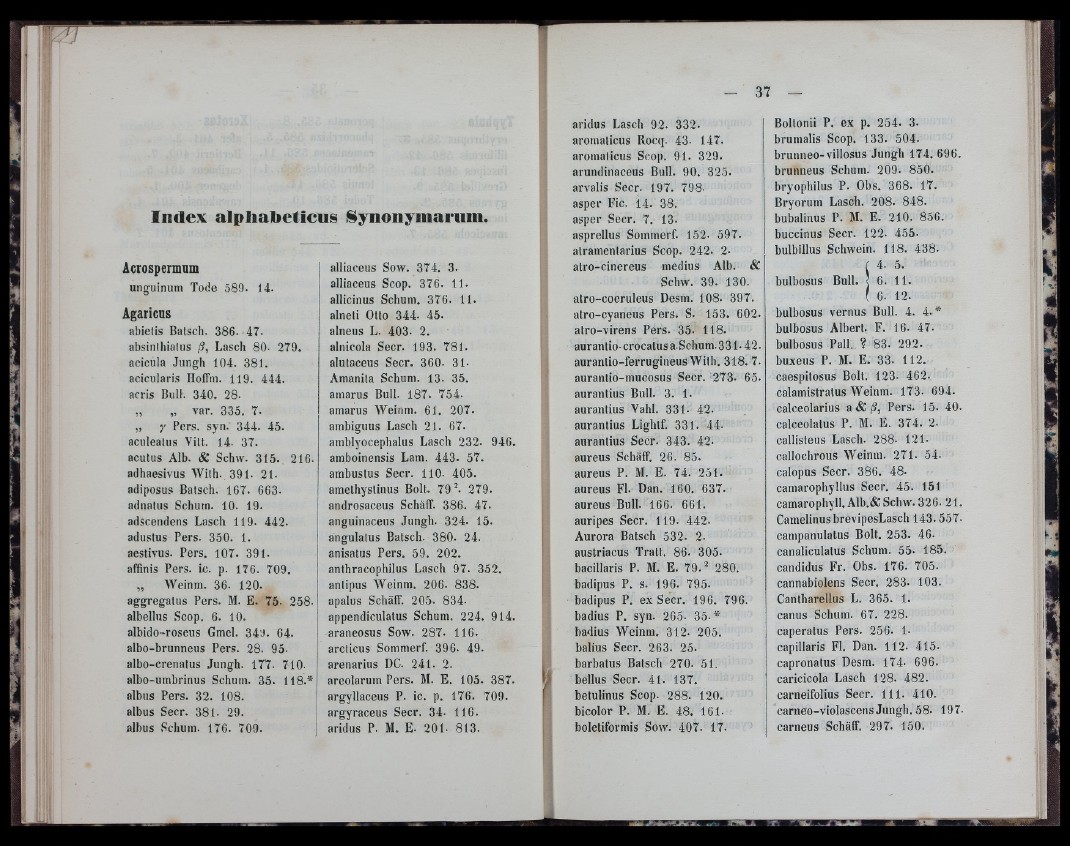 Index alphabeticus Synonymarum.
Acrospermum
unguinum Tode 589. 14.
Agaricus
abietis Batsch. 386. 47.
absinthiatus β, Lasch 80. 279.
acicula Jungh 104. 381.
acicularis Hoffm. 119. 444.
acris Bull. 340. 28.
„ „ var. 335. 7.
„ γ Pers. syn. 344. 45.
aculeatus Vitt. 14. 37.
acutus Alb. & Schw. 315. 216.
adhaesivus With. 391. 21.
adiposus Batsch. 167. 663.
adnatus Schum. 10. 19.
adscendens Lasch 119. 442.
adustus Pers. 350. 1.
aestivus. Pers. 107. 391.
affinis Pers. ic. p. 176. 709.
„ Weinm. 36. 120.
aggregatus Pers. M. E. 75. 258.
albellus Scop. 6. 10.
albido-roseus Gmel. 349. 64.
albo-brunneus Pers. 28. 95.
albo-crenatus Jungh. 177. 710.
albo-umbrinus Schum. 35. 118.*
albus Pers. 32. 108.
albus Secr. 381. 29.
albus Schum. 176. 709.
alliaceus Sow. 374. 3.
alliaceus Scop. 376. 11.
allicinus Schum. 376. 11.
alneti Otto 344. 45.
alneus L. 403. 2.
alnicola Secr. 193. 781.
alutaceus Secr. 360. 31.
Amanita Schum. 13. 35.
amarus Bull. 187. 754.
amarus Weinm. 61. 207.
ambiguus Lasch 21. 67.
amblyocephalus Lasch 232. 946.
amboinensis Lam. 443. 57.
ambustus Secr. 110. 405.
amethystinus Bolt. 79². 279.
androsaceus Schäff. 386. 47.
anguinaceus Jungh. 324. 15.
angulatus Batsch. 380. 24.
anisatus Pers. 59. 202.
anthracophilus Lasch 97. 352.
antipus Weinm. 206. 838.
apalus Schäff. 205. 834.
appendiculatus Schum. 224. 914.
araneosus Sow. 287. 116.
arcticus Sommerf. 396. 49.
arenarius DC. 241. 2.
areolarum Pers. M. E. 105. 387.
argyllaceus P. ic. p. 176. 709.
argyraceus Secr. 34. 116.
aridus P. M. E. 201. 813.
— 37 —
aridus Lasch 92. 332.
aromaticus Rocq. 43. 147.
aromaticus Scop. 91. 329.
arundinaceus Bull. 90. 325.
arvalis Secr. 197. 798.
asper Fic. 14. 38.
asper Secr. 7. 13.
asprellus Sommerf. 152. 597.
atramentarius Scop. 242. 2.
atro-cinereus medius Alb. &
Schw. 39. 130.
atro-coeruleus Desm. 108. 397.
atro-cyaneus Pers. S. 153. 602.
atro-virens Pers. 35. 118.
aurantio-crocatus a. Schum. 331. 42.
aurantio-ferrugineus With. 318. 7.
aurantio-mucosus Secr. 273. 65.
aurantius Bull. 3. 1.
aurantius Vahl. 331. 42.
aurantius Lightf. 331. 44.
aurantius Secr. 343. 42.
aureus Schäff. 26. 85.
aureus P. M. E. 74. 251.
aureus Fl. Dan. 160. 637.
aureus Bull. 166. 661.
auripes Secr. 119. 442.
Aurora Batsch 532. 2.
austriacus Tratt. 86. 305.
bacillaris P. M. E. 79.² 280.
badipus P. s. 196. 795.
badipus P. ex Secr. 196. 796.
badius P. syn. 265. 35.*
badius Weinm. 312. 205.
balius Secr. 263. 25.
barbatus Batsch 270. 51.
bellus Secr. 41. 137.
betulinus Scop. 288. 120.
bicolor P. M. E. 48. 161.
boletiformis Sow. 407. 17.
Boltonii P. ex p. 254. 3.
brumalis Scop. 133. 504.
brunneo-villosus Jungh 174. 696.
brunneus Schum. 209. 850.
bryophilus P. Obs. 368. 17.
Bryorum Lasch. 208. 848.
bubalinus P. M. E. 210. 856.
buccinus Secr. 122. 455.
bulbillus Schwein. 118. 438.
4. 5.
bulbosus Bull. { 6. 11.
6. 12.
bulbosus vernus Bull. 4. 4.*
bulbosus Albert. F. 16. 47.
bulbosus Pall. ? 83. 292.
buxeus P. M. E. 33. 112.
caespitosus Bolt. 123. 462.
calamistratus Weinm. 173. 694.
calceolarius a & β, Pers. 15. 40.
calceolatus P. M. E. 374. 2.
callisteus Lasch. 288. 121.
callochrous Weinm. 271. 54.
calopus Secr. 386. 48.
camarophyllus Secr. 45. 151
camarophyll. Alb. & Schw. 326. 21.
Camelinus brevipes Lasch 143. 557.
campanulatus Bolt. 253. 46.
canaliculatus Schum. 55. 185.
candidus Fr. Obs. 176. 705.
cannabiolens Secr. 283. 103.
Cantharellus L. 365. 1.
canus Schum. 67. 228.
caperatus Pers. 256. 1.
capillaris Fl. Dan. 112. 415.
capronatus Desm. 174. 696.
caricicola Lasch 128. 482.
carneifolius Secr. 111. 410.
carneo-violascens Jungh. 58. 197.
carneus Schäff. 297. 150.